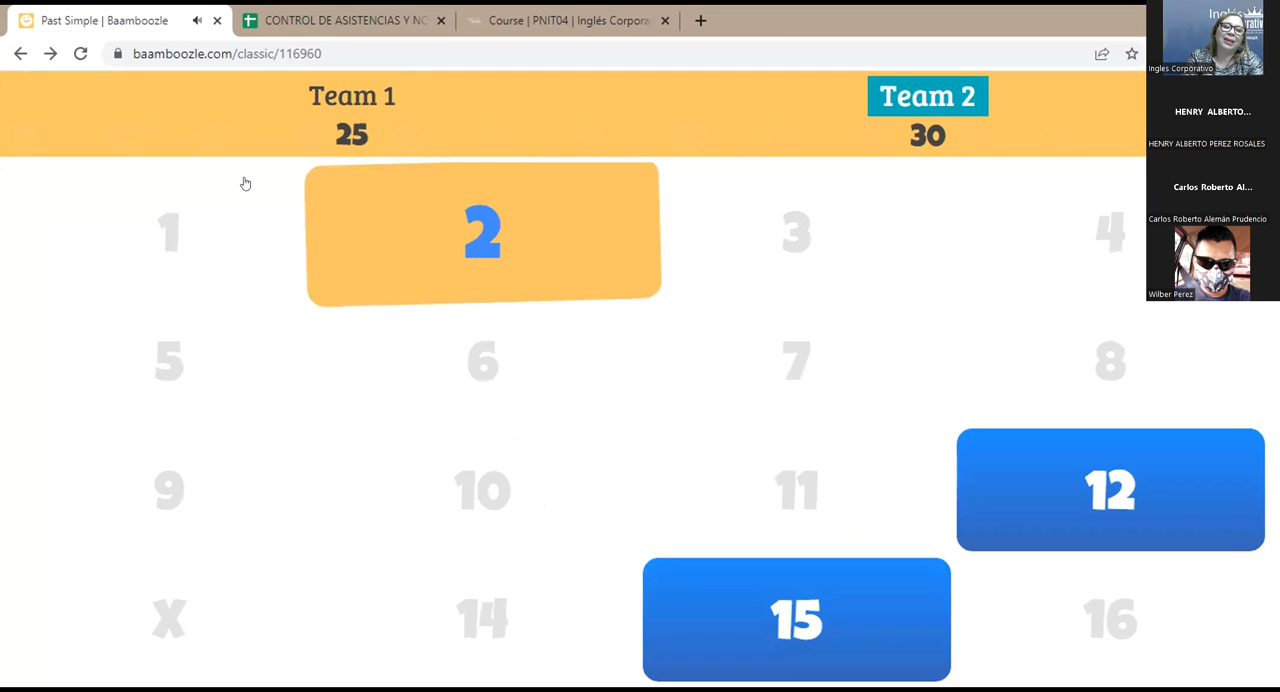 Past Simple | Baamboozle
CONTROL DE ASISTENCIAS Y NO
Course | PNIT04 | Inglés Corpora
baamboozle.com/classic/116960
Team 1
25
Team 2
30
1
2
3
4
5
6
7
8
9
10
11
12
X
14
15
16
Ingles Corporativo
HENRY ALBERTO...
HENRY ALBERTO PEREZ ROSALES
Carlos Roberto Al...
Carlos Roberto Alemán Prudencio
Wilber Perez